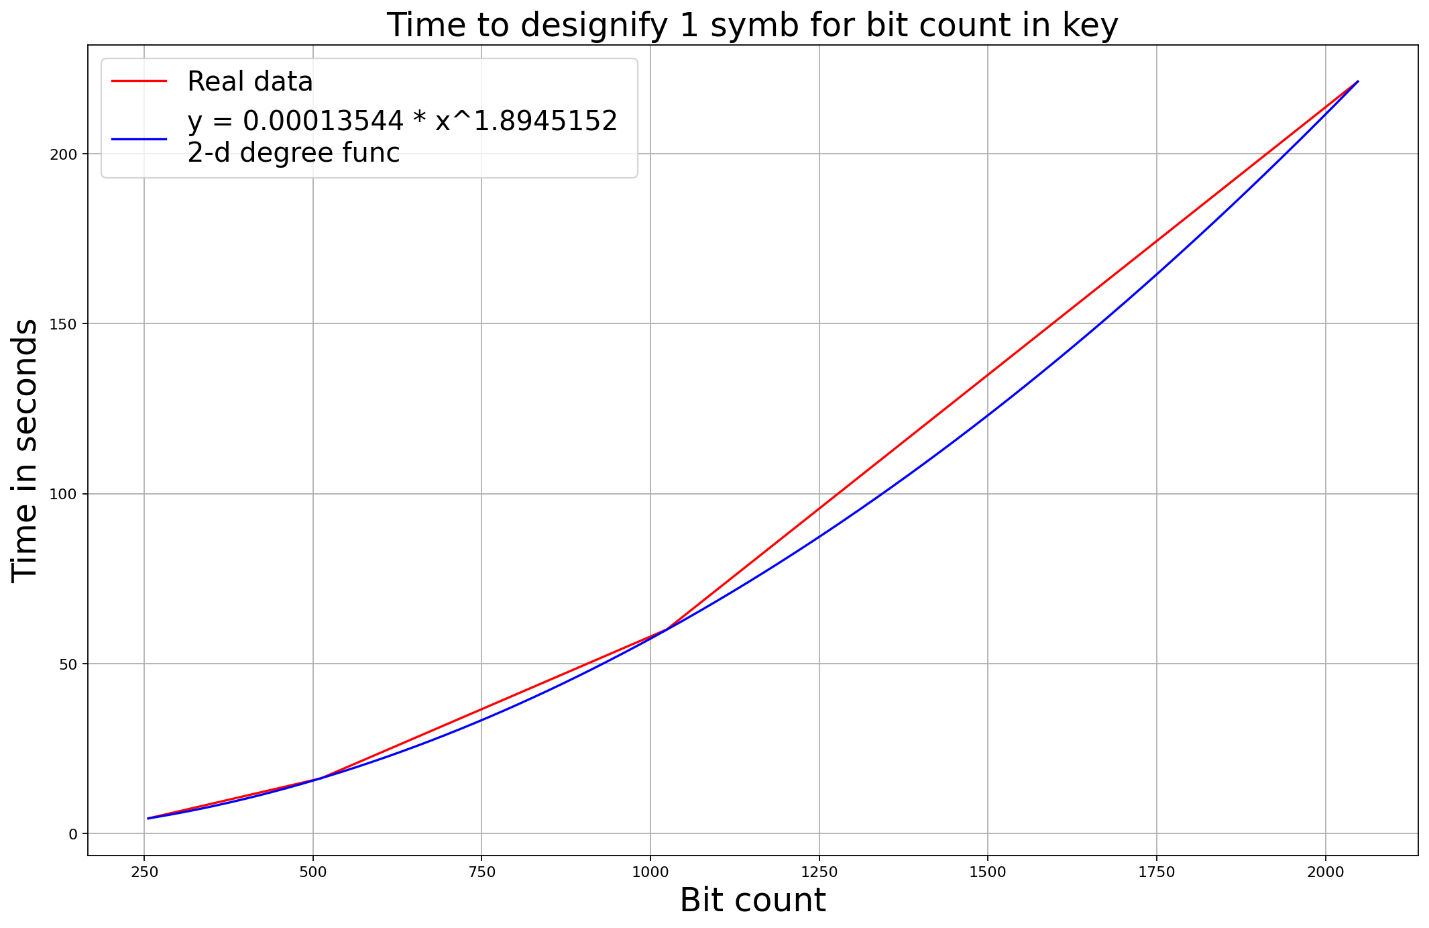 Time to designify 1 symb for bit count in key
Real data
y = 0.00013544 * x^1.8945152
2-d degree func
200
150
100
50
0
Time in seconds
250 500 750 1000 1250 1500 1750 2000
Bit count